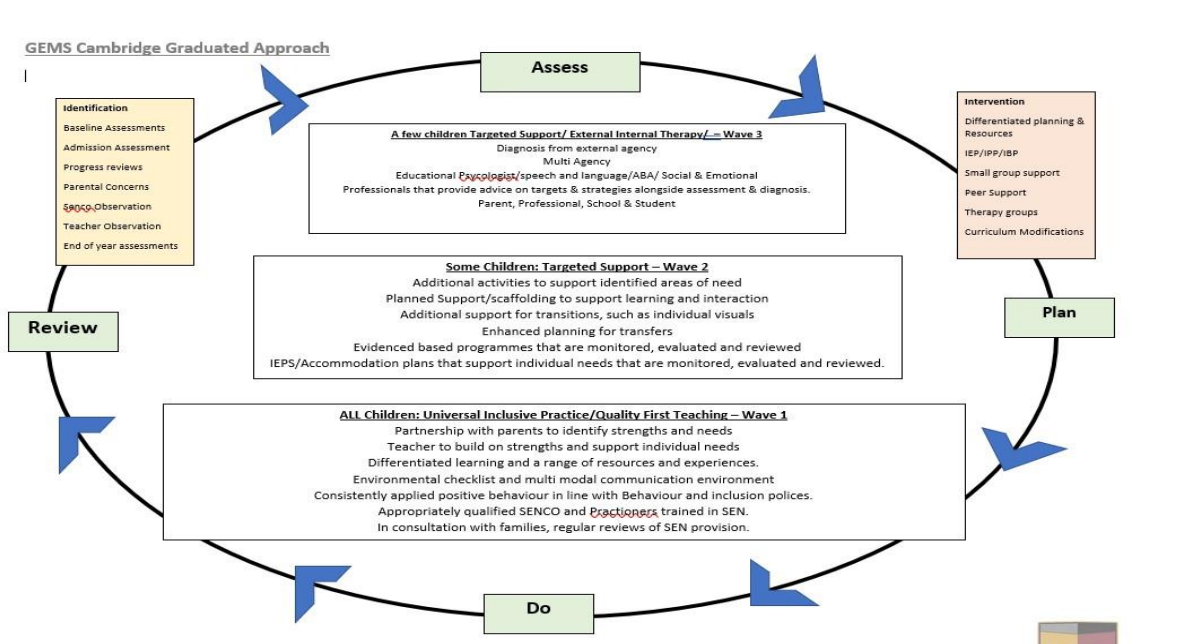 GEMS Cambridge Graduated Approach
Assess
Identification
Baseline Assessments
Admission Assessment
Progress reviews
Parental Concerns
Senco Observation
Teacher Observation
End of year assessments
A few children Targeted Support/ External Internal Therapy/ – Wave 3
Diagnosis from external agency
Multi Agency
Educational Psycologist/speech and language/ABA/ Social & Emotional
Professionals that provide advice on targets & strategies alongside assessment & diagnosis.
Parent, Professional, School & Student
Intervention
Differentiated planning &
Resources
IEP/IPP/IBP
Small group support
Peer Support
Therapy groups
Curriculum Modifications
Some Children: Targeted Support – Wave 2
Additional activities to support identified areas of need
Planned Support/scaffolding to support learning and interaction
Additional support for transitions, such as individual visuals
Enhanced planning for transfers
Evidenced based programmes that are monitored, evaluated and reviewed
IEPS/Accommodation plans that support individual needs that are monitored, evaluated and reviewed.
Review
Plan
ALL Children: Universal Inclusive Practice/Quality First Teaching – Wave 1
Partnership with parents to identify strengths and needs
Teacher to build on strengths and support individual needs
Differentiated learning and a range of resources and experiences.
Environmental checklist and multi modal communication environment
Consistently applied positive behaviour in line with Behaviour and inclusion polices.
Appropriately qualified SENCO and Practioners trained in SEN.
In consultation with families, regular reviews of SEN provision.
Do